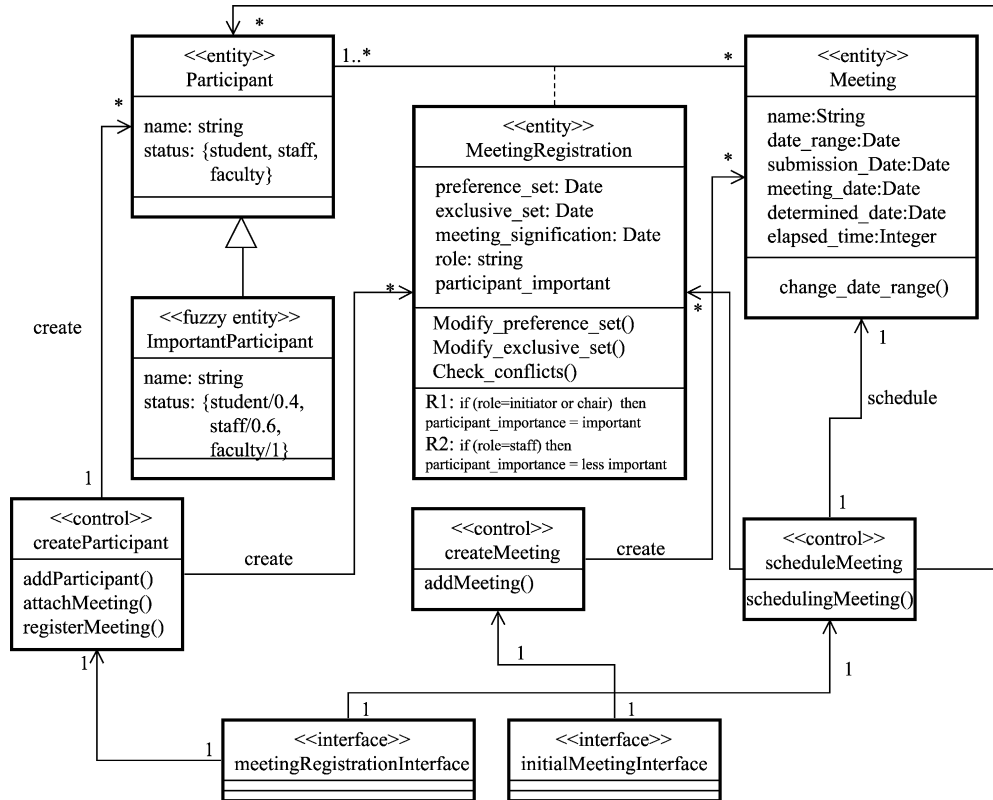 *
<<entity>>
Participant
name: string
status: {student, staff,
faculty}
1..*
*
<<entity>>
Meeting
name:String
date_range:Date
submission_Date:Date
meeting_date:Date
determined_date:Date
elapsed_time:Integer
change_date_range()
<<entity>>
MeetingRegistration
preference_set: Date
exclusive_set: Date
meeting_signification: Date
role: string
participant_important
Modify_preference_set()
Modify_exclusive_set()
Check_conflicts()
R1: if (role=initiator or chair) then
participant_importance = important
R2: if (role=staff) then
participant_importance = less important
*
*
*
*
create
<<fuzzy entity>>
ImportantParticipant
name: string
status: {student/0.4,
staff/0.6,
faculty/1}
1
schedule
1
1
<<control>>
createParticipant
addParticipant()
attachMeeting()
registerMeeting()
create
<<control>>
createMeeting
addMeeting()
create
<<control>>
scheduleMeeting
schedulingMeeting()
1
1
1
1
1
1
<<interface>>
meetingRegistrationInterface
<<interface>>
initialMeetingInterface